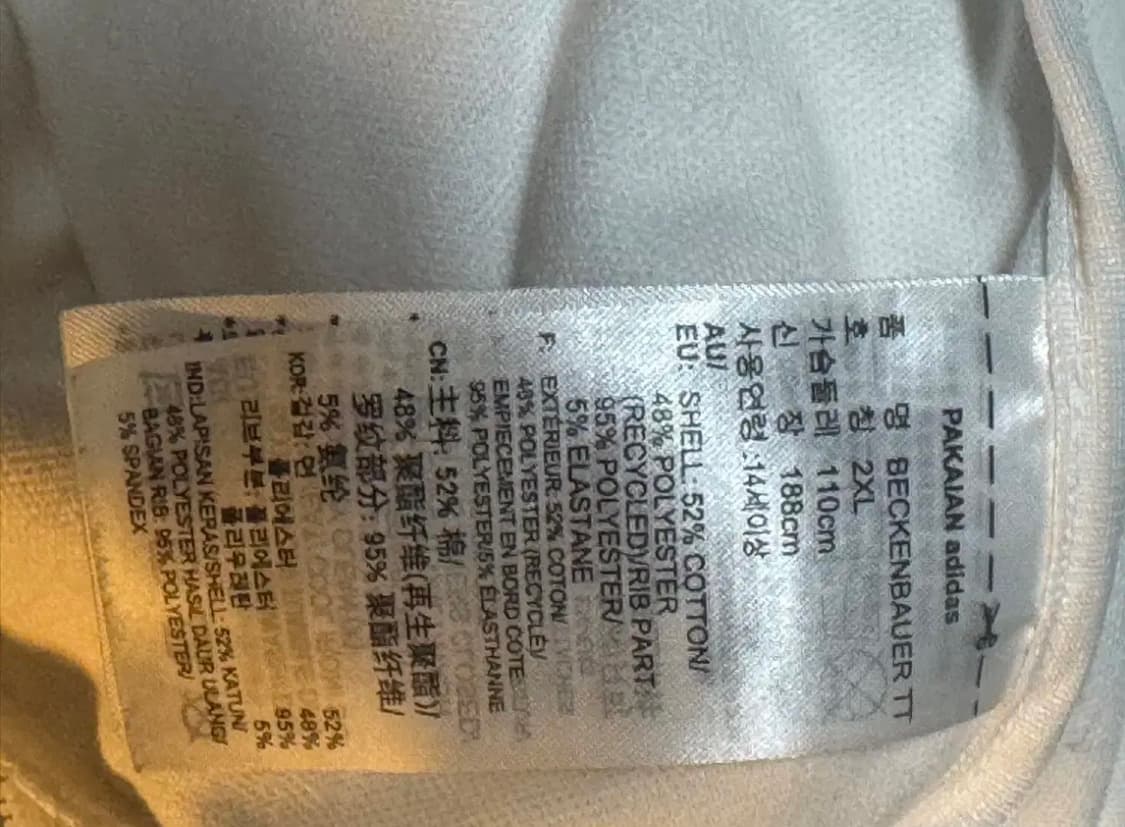 PAKAIAN adidas
품 명 BECKENBAUER TT
호 칭 2XL
가슴둘레 110cm
신 장 188cm
사용연령:14세이상
AU/
EU: SHELL: 52% COTTON/
48% POLYESTER
(RECYCLED)/RIB PART:
95% POLYESTER/
5% ELASTANE
F: EXTÉRIEUR: 52% COTON/
48% POLYESTER (RECYCLÉ)/
EMPIECEMENT EN BORD COTE:
95% POLYESTER/5% ELASTHANNE
CN: 主料: 52% 棉/
48% 聚酯纤维(再生聚酯)/
罗纹部分: 95% 聚酯纤维/
5% 氨纶
KOR:겉감: 면 52%
폴리에스터 48%
리브부분: 폴리에스터 95%
폴리우레탄 5%
IND:LAPISAN KERAS/SHELL: 52% KATUN/
48% POLYESTER HASIL DAUR ULANG/
BAGIAN RIB: 95% POLYESTER/
5% SPANDEX